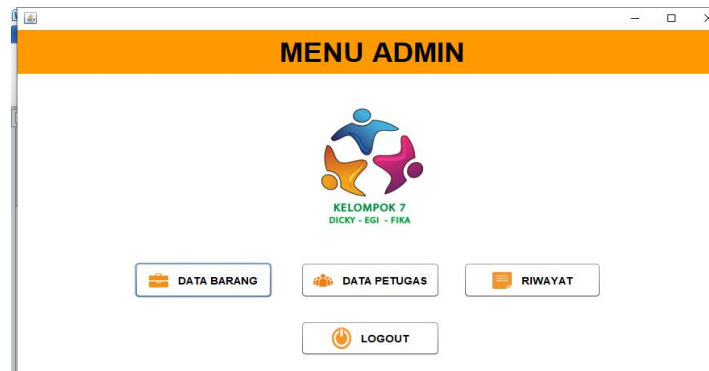 MENU ADMIN
KELOMPOK 7
DICKY - EGI - FIKA
DATA BARANG
DATA PETUGAS
RIWAYAT
LOGOUT